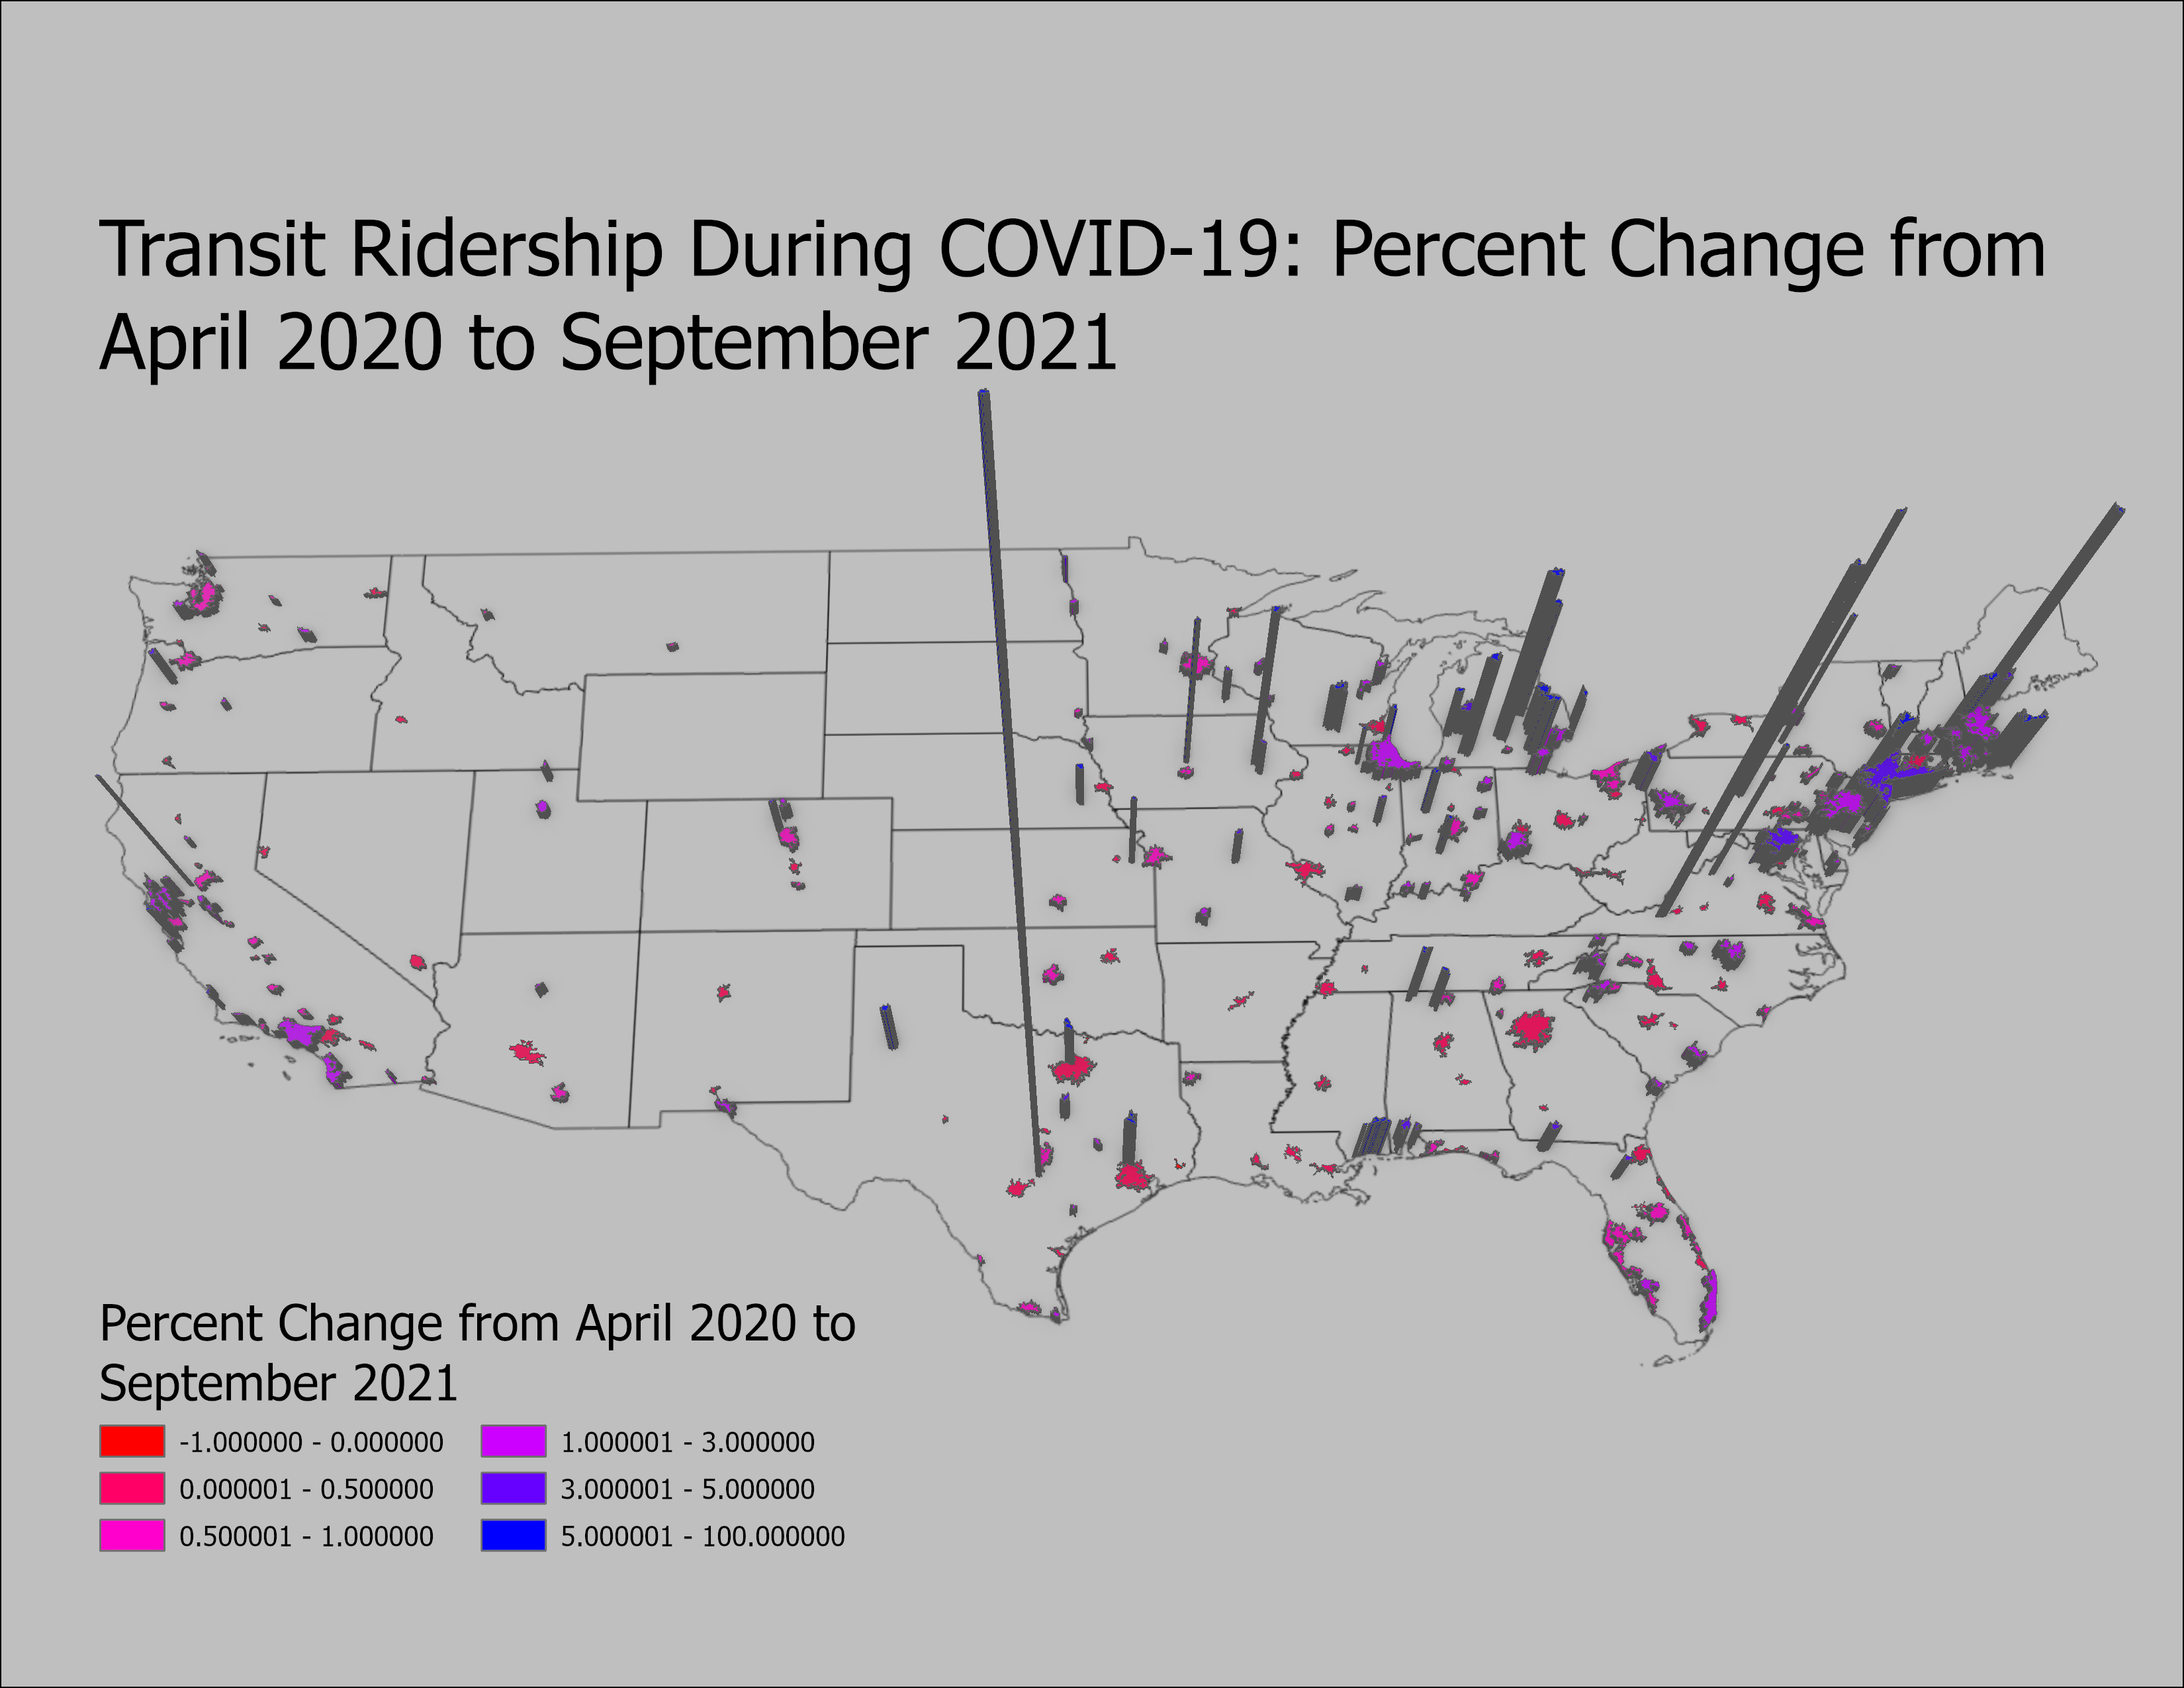 Transit Ridership During COVID-19: Percent Change from
April 2020 to September 2021
Percent Change from April 2020 to
September 2021
-1.000000 - 0.000000
0.000001 - 0.500000
0.500001 - 1.000000
1.000001 - 3.000000
3.000001 - 5.000000
5.000001 - 100.000000